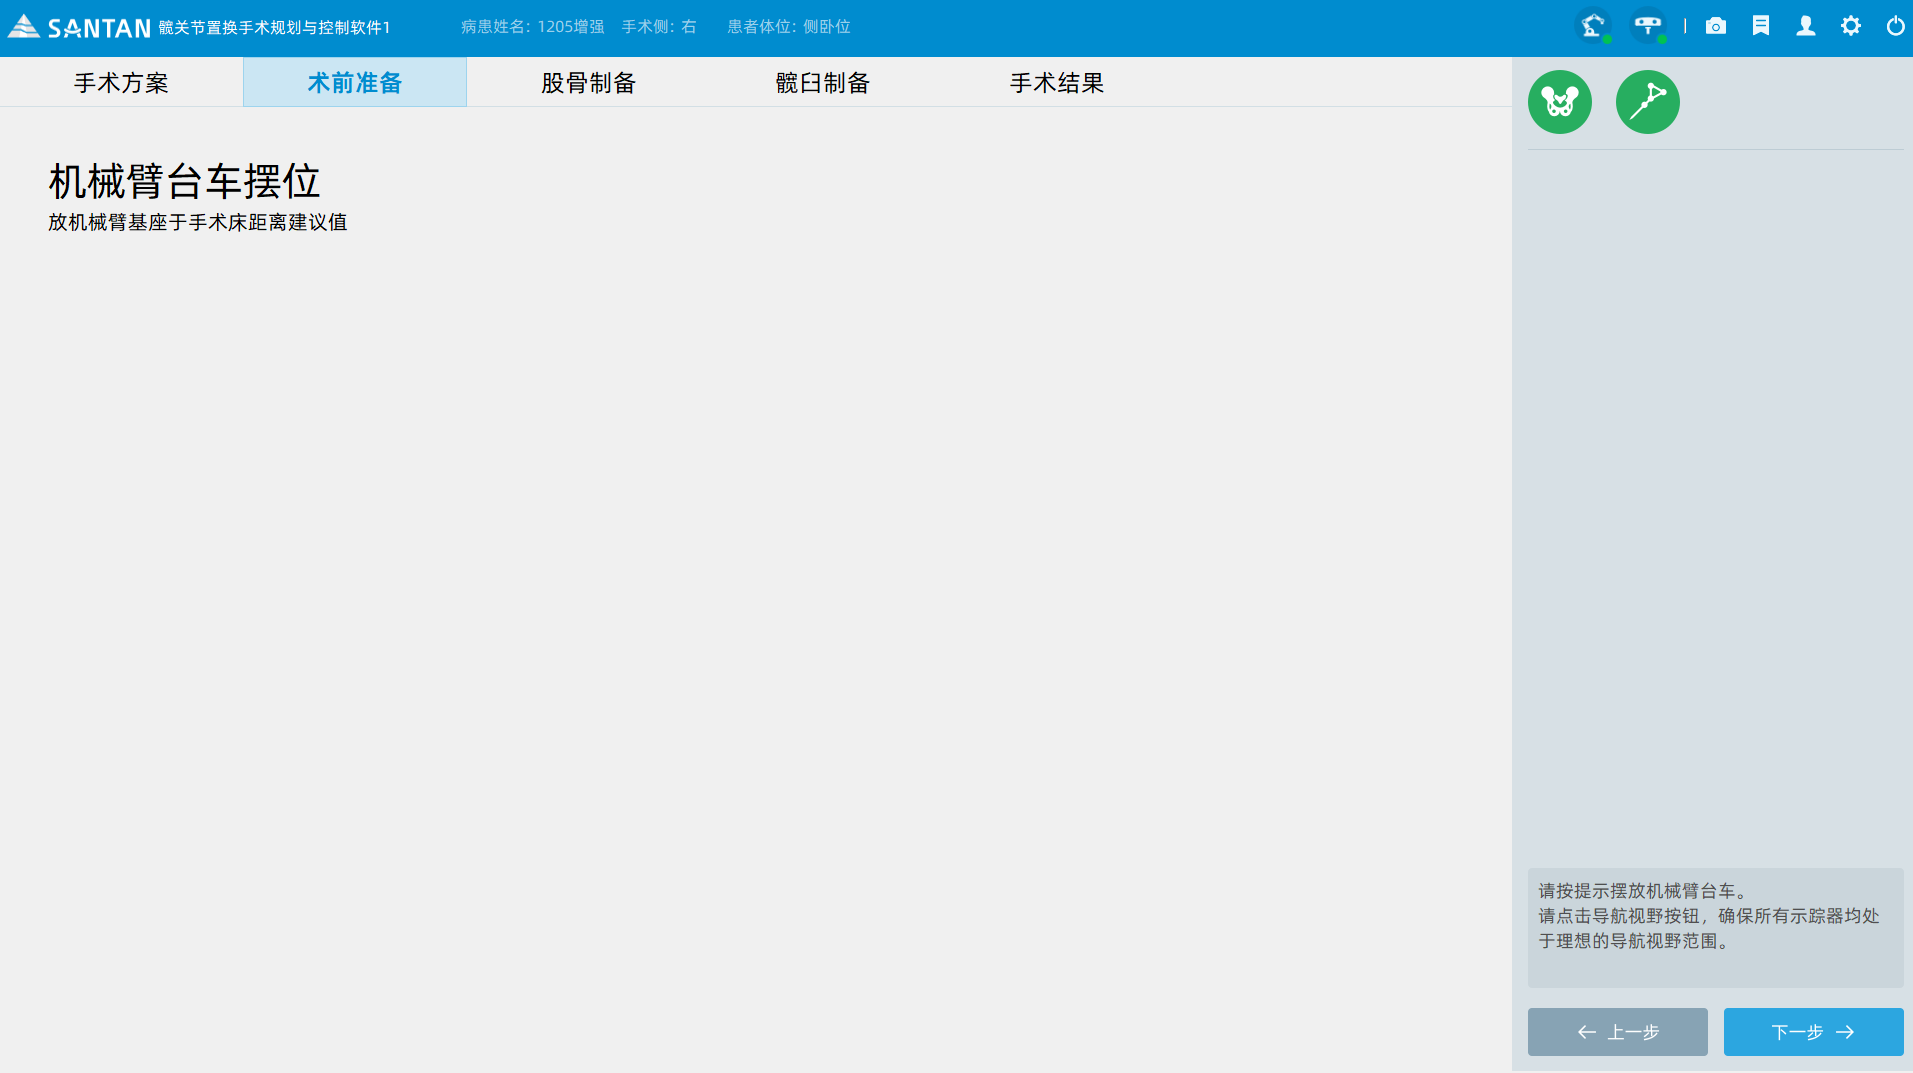 SANTAN 髋关节置换手术规划与控制软件1
病患姓名: 1205增强 手术侧: 右 患者体位: 侧卧位
手术方案 术前准备 股骨制备 髋臼制备 手术结果
机械臂台车摆位
放机械臂基座于手术床距离建议值
请按提示摆放机械臂台车。
请点击导航视野按钮，确保所有示踪器均处
于理想的导航视野范围。
← 上一步 下一步 →